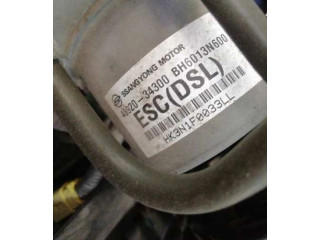 SSANGYONG MOTOR
48920-34300 BH6013N600
ESC(DSL)
HK3N1F0033LL